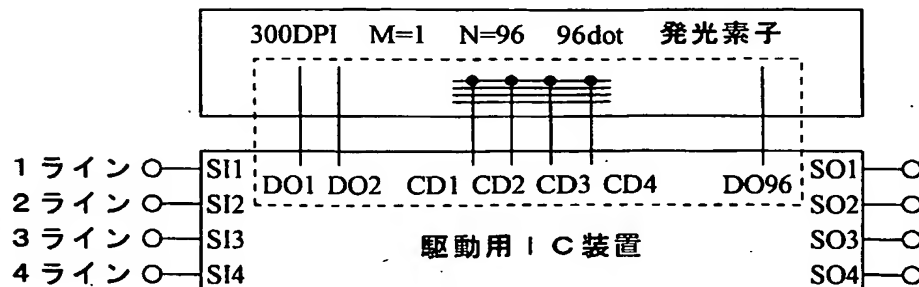 300DPI M=1 N=96 96dot 発光素子
1ライン SI1 DO1 DO2 CD1 CD2 CD3 CD4 DO96 SO1
2ライン SI2 SO2
3ライン SI3 駆動用IC装置 SO3
4ライン SI4 SO4